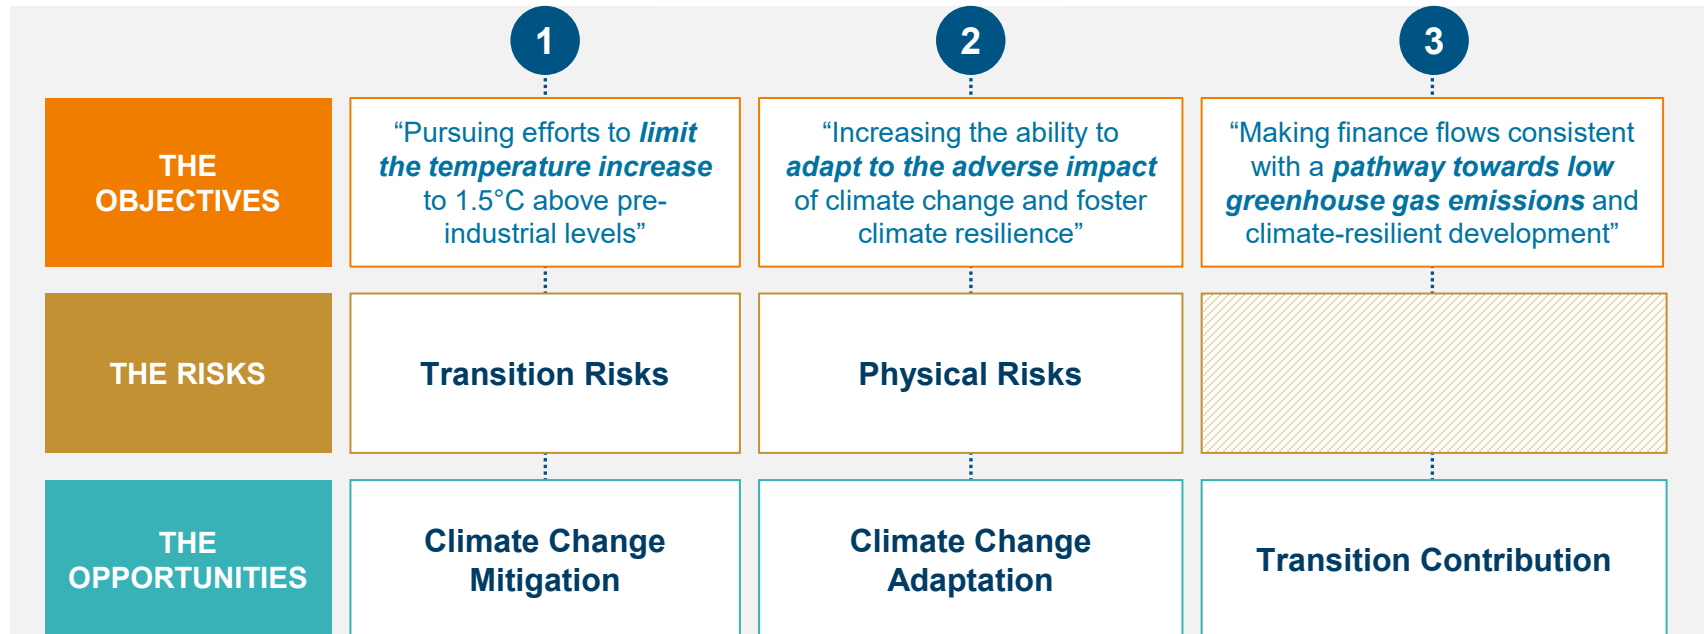 1
2
3
THE
OBJECTIVES
“Pursuing efforts to limit
the temperature increase
to 1.5°C above pre-
industrial levels”
“Increasing the ability to
adapt to the adverse impact
of climate change and foster
climate resilience”
“Making finance flows consistent
with a pathway towards low
greenhouse gas emissions and
climate-resilient development”
THE RISKS
Transition Risks
Physical Risks
THE
OPPORTUNITIES
Climate Change
Mitigation
Climate Change
Adaptation
Transition Contribution